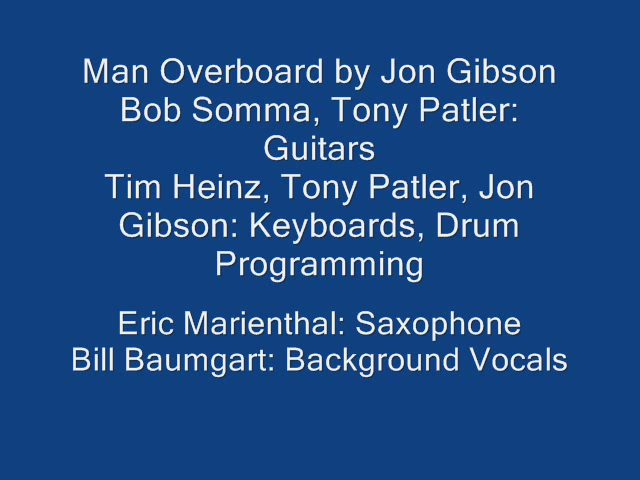 Man Overboard by Jon Gibson
Bob Somma, Tony Patler:
Guitars
Tim Heinz, Tony Patler, Jon
Gibson: Keyboards, Drum
Programming
Eric Marienthal: Saxophone
Bill Baumgart: Background Vocals